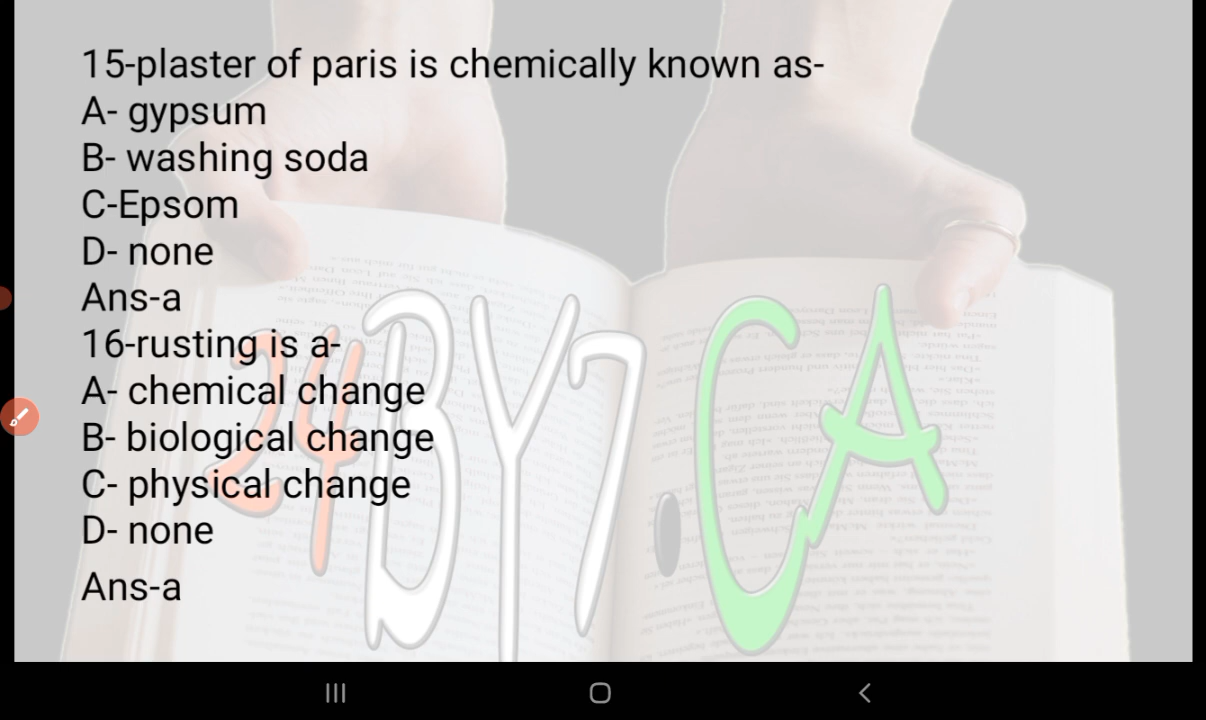 15-plaster of paris is chemically known as-
A- gypsum
B- washing soda
C-Epsom
D- none
Ans-a
16-rusting is a-
A- chemical change
B- biological change
C- physical change
D- none
Ans-a
24BY7.CA